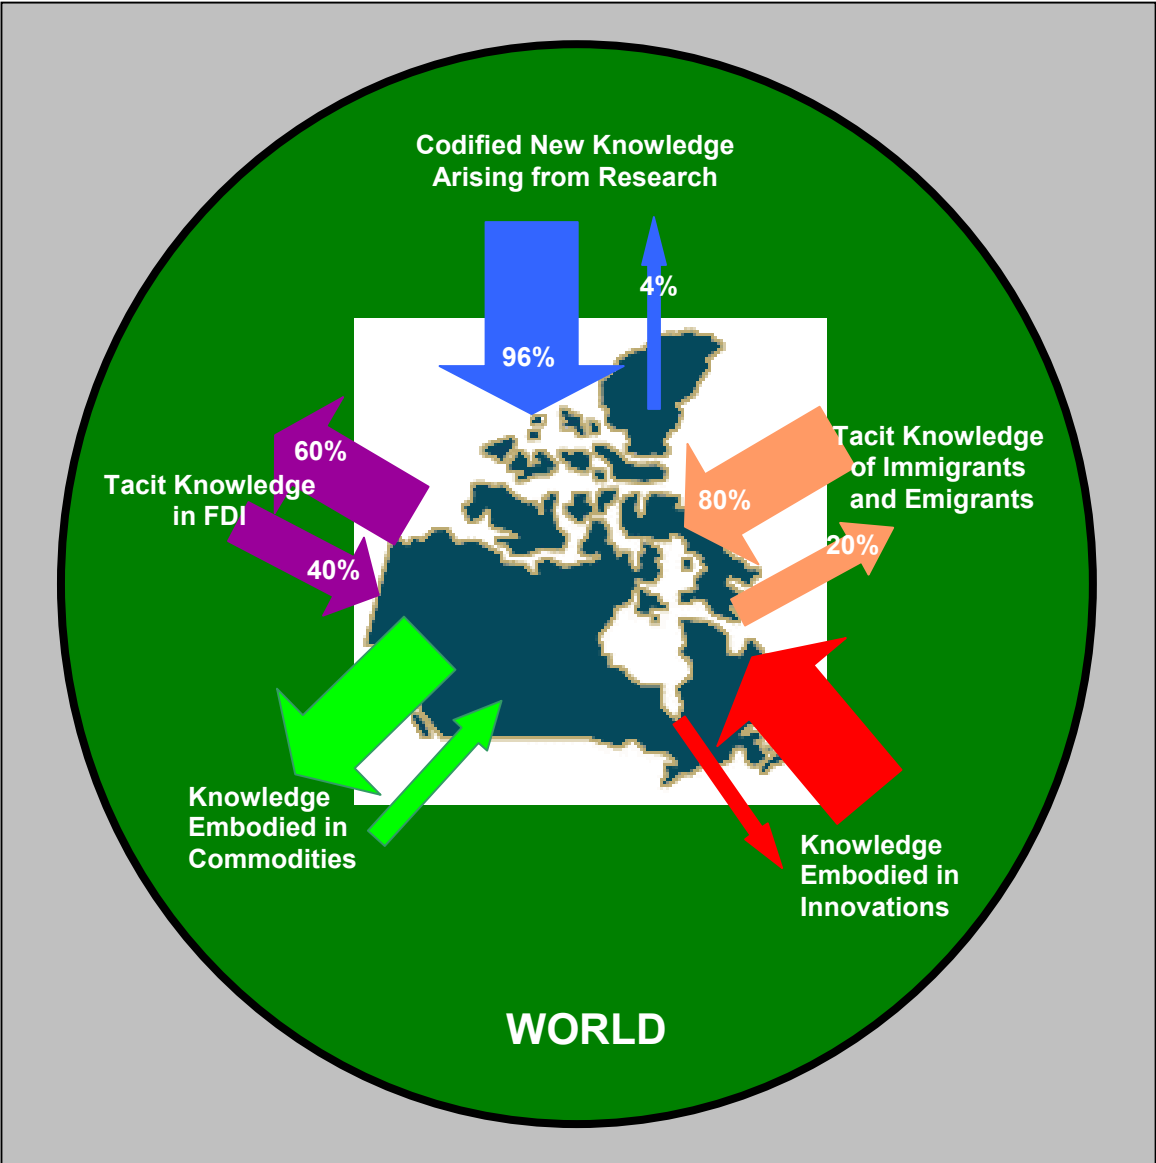 Codified New Knowledge
Arising from Research
4%
96%
60%
Tacit Knowledge
in FDI
40%
Tacit Knowledge
of Immigrants
and Emigrants
80%
20%
Knowledge
Embodied in
Commodities
Knowledge
Embodied in
Innovations
WORLD